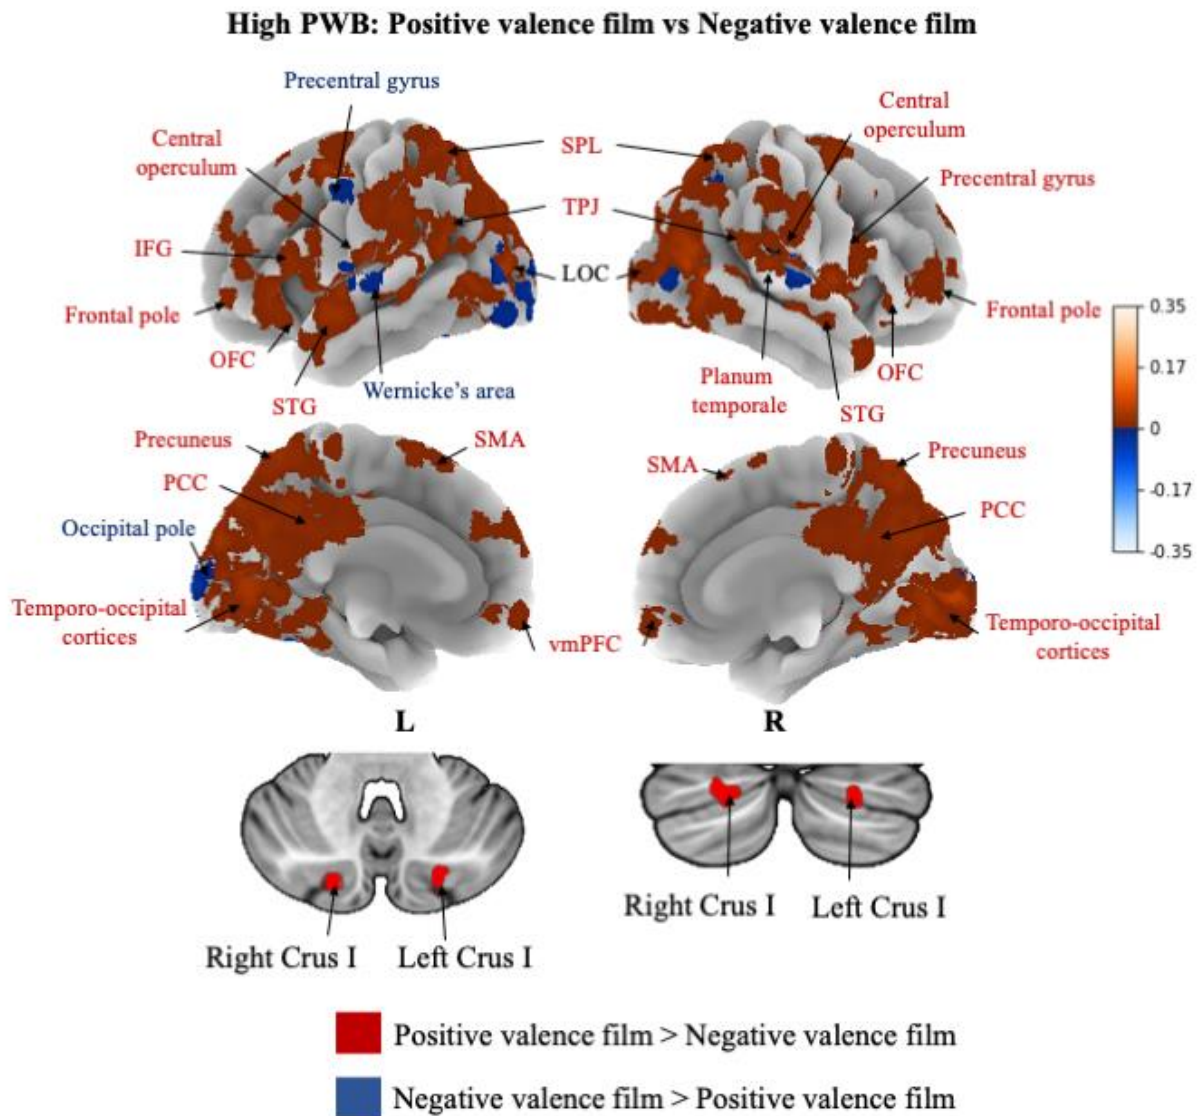 High PWB: Positive valence film vs Negative valence film
Precentral gyrus
Central
operculum
IFG
Frontal pole
OFC
STG
Wernicke's area
SPL
TPJ
LOC
Central
operculum
Precentral gyrus
Frontal pole
OFC
Planum
temporale
STG
0.35
0.17
0
-0.17
-0.35
Precuneus
SMA
PCC
Occipital pole
Temporo-occipital
cortices
vmPFC
SMA
Precuneus
PCC
Temporo-occipital
cortices
L
R
Right Crus I
Left Crus I
Right Crus I
Left Crus I
Positive valence film > Negative valence film
Negative valence film > Positive valence film